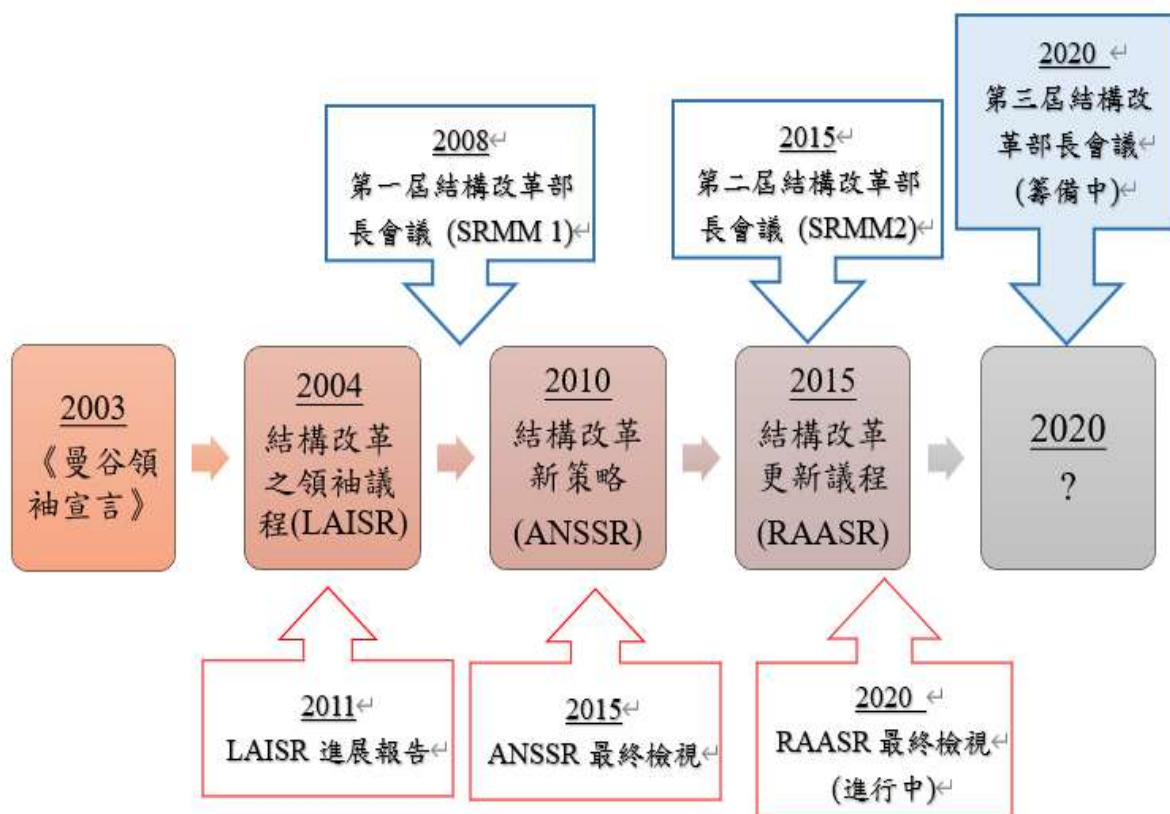 2008↵
第一屆結構改革部
長會議 (SRMM 1)↵
2015↵
第二屆結構改革部
長會議 (SRMM2)↵
2020 ↵
第三屆結構改
革部長會議↵
(籌備中)↵
2003
《曼谷領
袖宣言》
2004
結構改革
之領袖議
程(LAISR)
2010
結構改革
新策略
(ANSSR)
2015
結構改革
更新議程
(RAASR)
2020
?
2011↵
LAISR 進展報告↵
2015↵
ANSSR 最終檢視↵
2020 ↵
RAASR 最終檢視↵
(進行中)↵